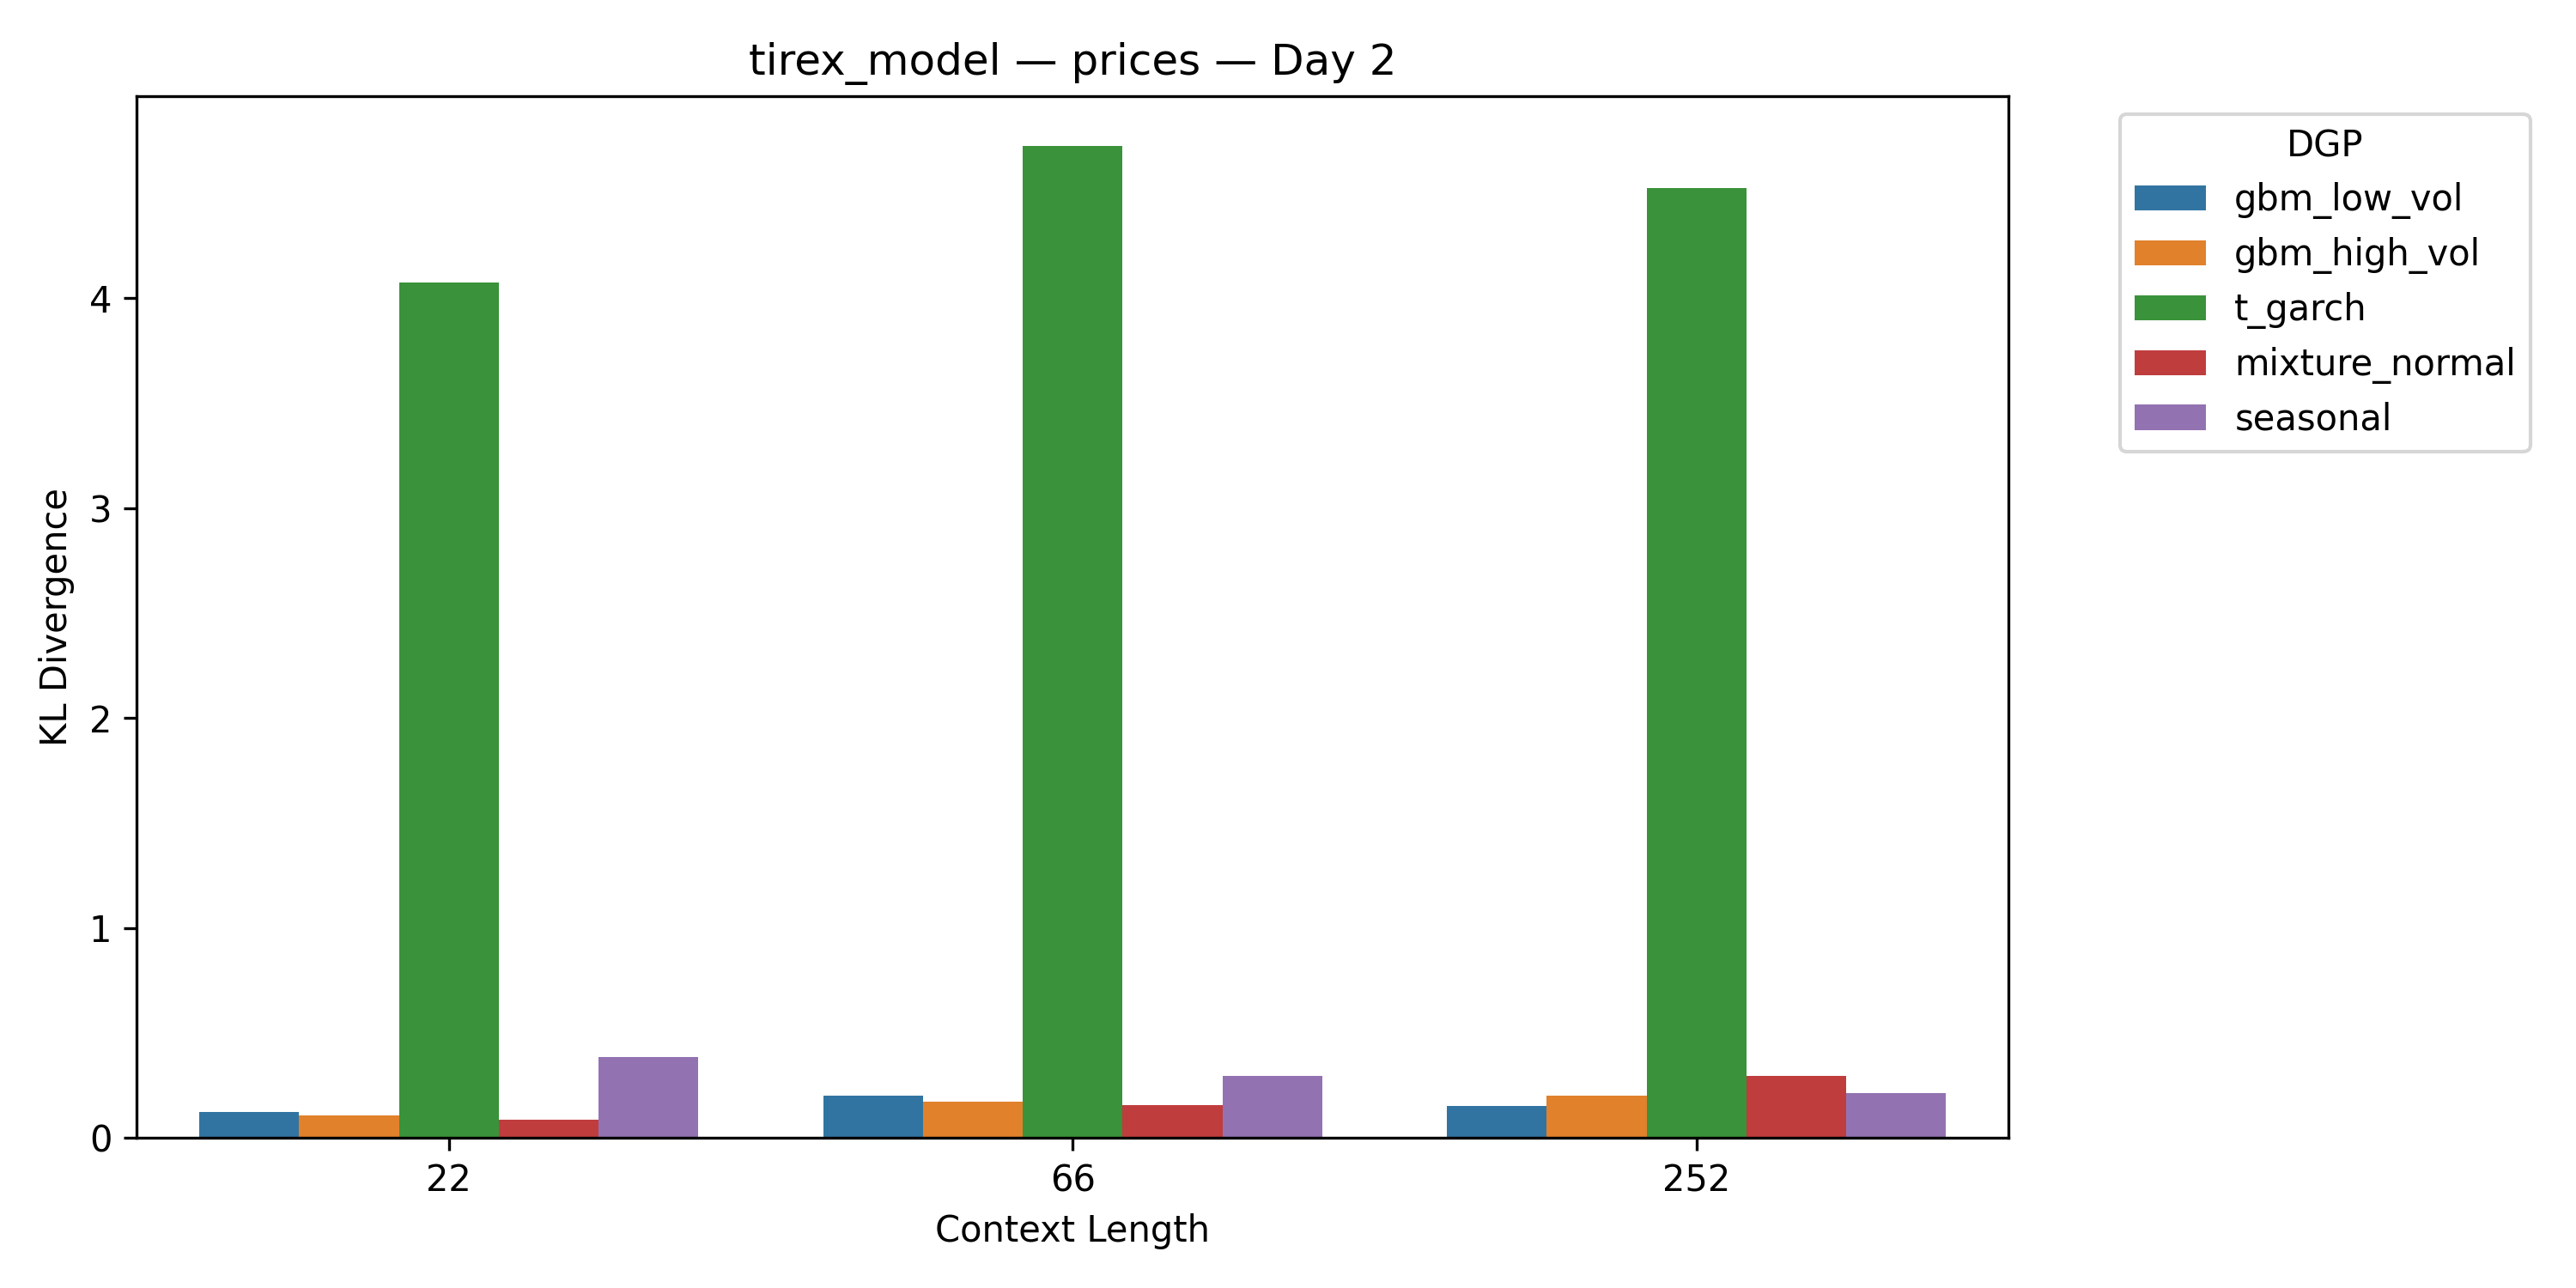 tirex_model — prices — Day 2
KL Divergence
4
3
2
1
0
22
66
252
Context Length
DGP
gbm_low_vol
gbm_high_vol
t_garch
mixture_normal
seasonal